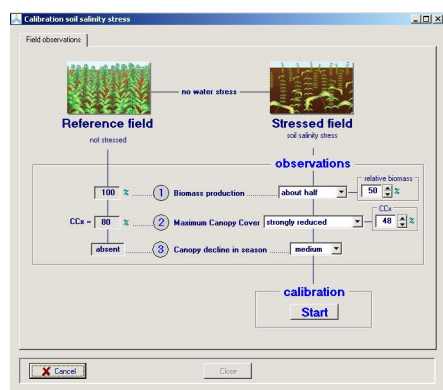 Calibration soil salinity stress
Field observations
no water stress
Reference field
Stressed field
not stressed
soil salinity stress
observations
relative biomass
100 % 1 Biomass production about half 50 %
CCx
CCx = 80 % 2 Maximum Canopy Cover strongly reduced 48 %
absent 3 Canopy decline in season medium
calibration
Start
Cancel
Close